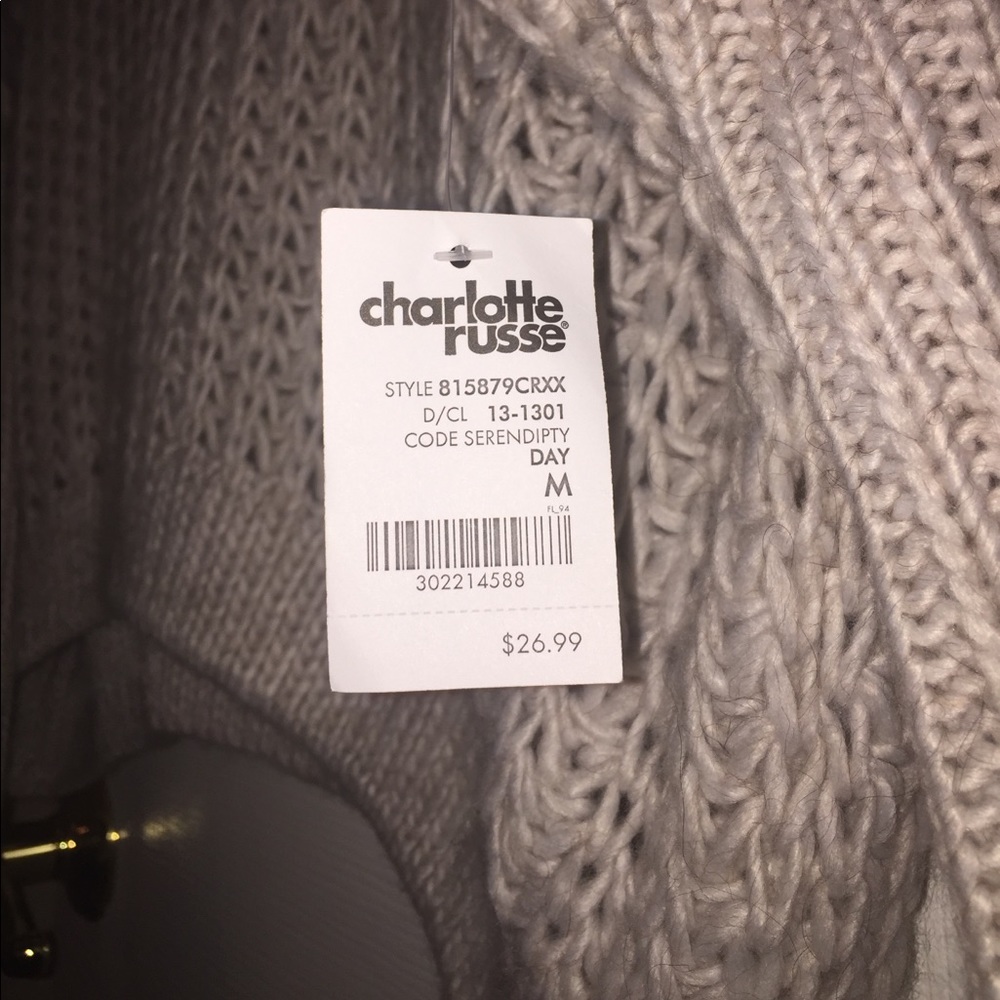 charlotte
russe®
STYLE 815879CRXX
D/CL 13-1301
CODE SERENDIPTY
DAY
M
FL_94
302214588
$26.99